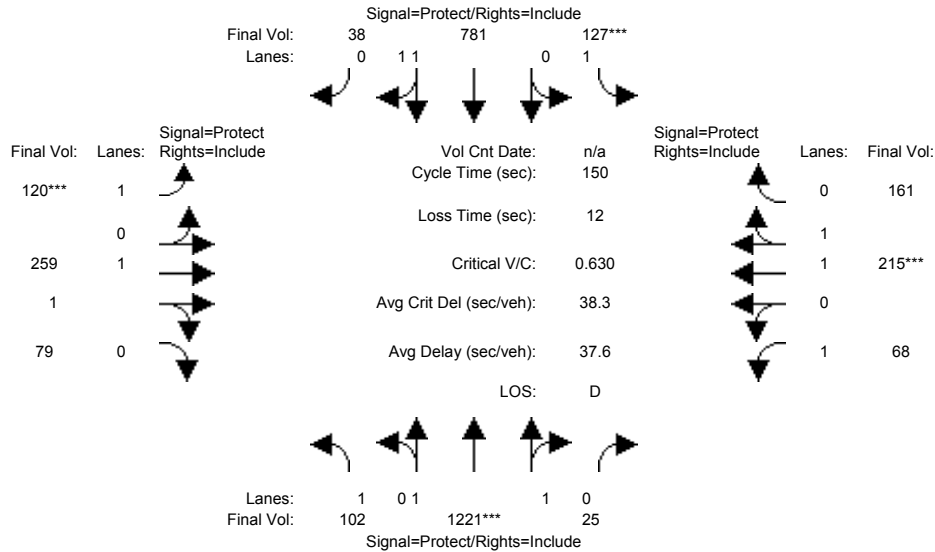 Signal=Protect/Rights=Include
Final Vol: 38 781 127***
Lanes: 0 1 1 0 1
Signal=Protect Signal=Protect
Final Vol: Lanes: Rights=Include Vol Cnt Date: n/a Rights=Include Lanes: Final Vol:
Cycle Time (sec): 150
120*** 1 0 161
Loss Time (sec): 12
0 1
259 1 Critical V/C: 0.630 1 215***
1 Avg Crit Del (sec/veh): 38.3 0
79 0 Avg Delay (sec/veh): 37.6 1 68
LOS: D
Lanes: 1 0 1 1 0
Final Vol: 102 1221*** 25
Signal=Protect/Rights=Include